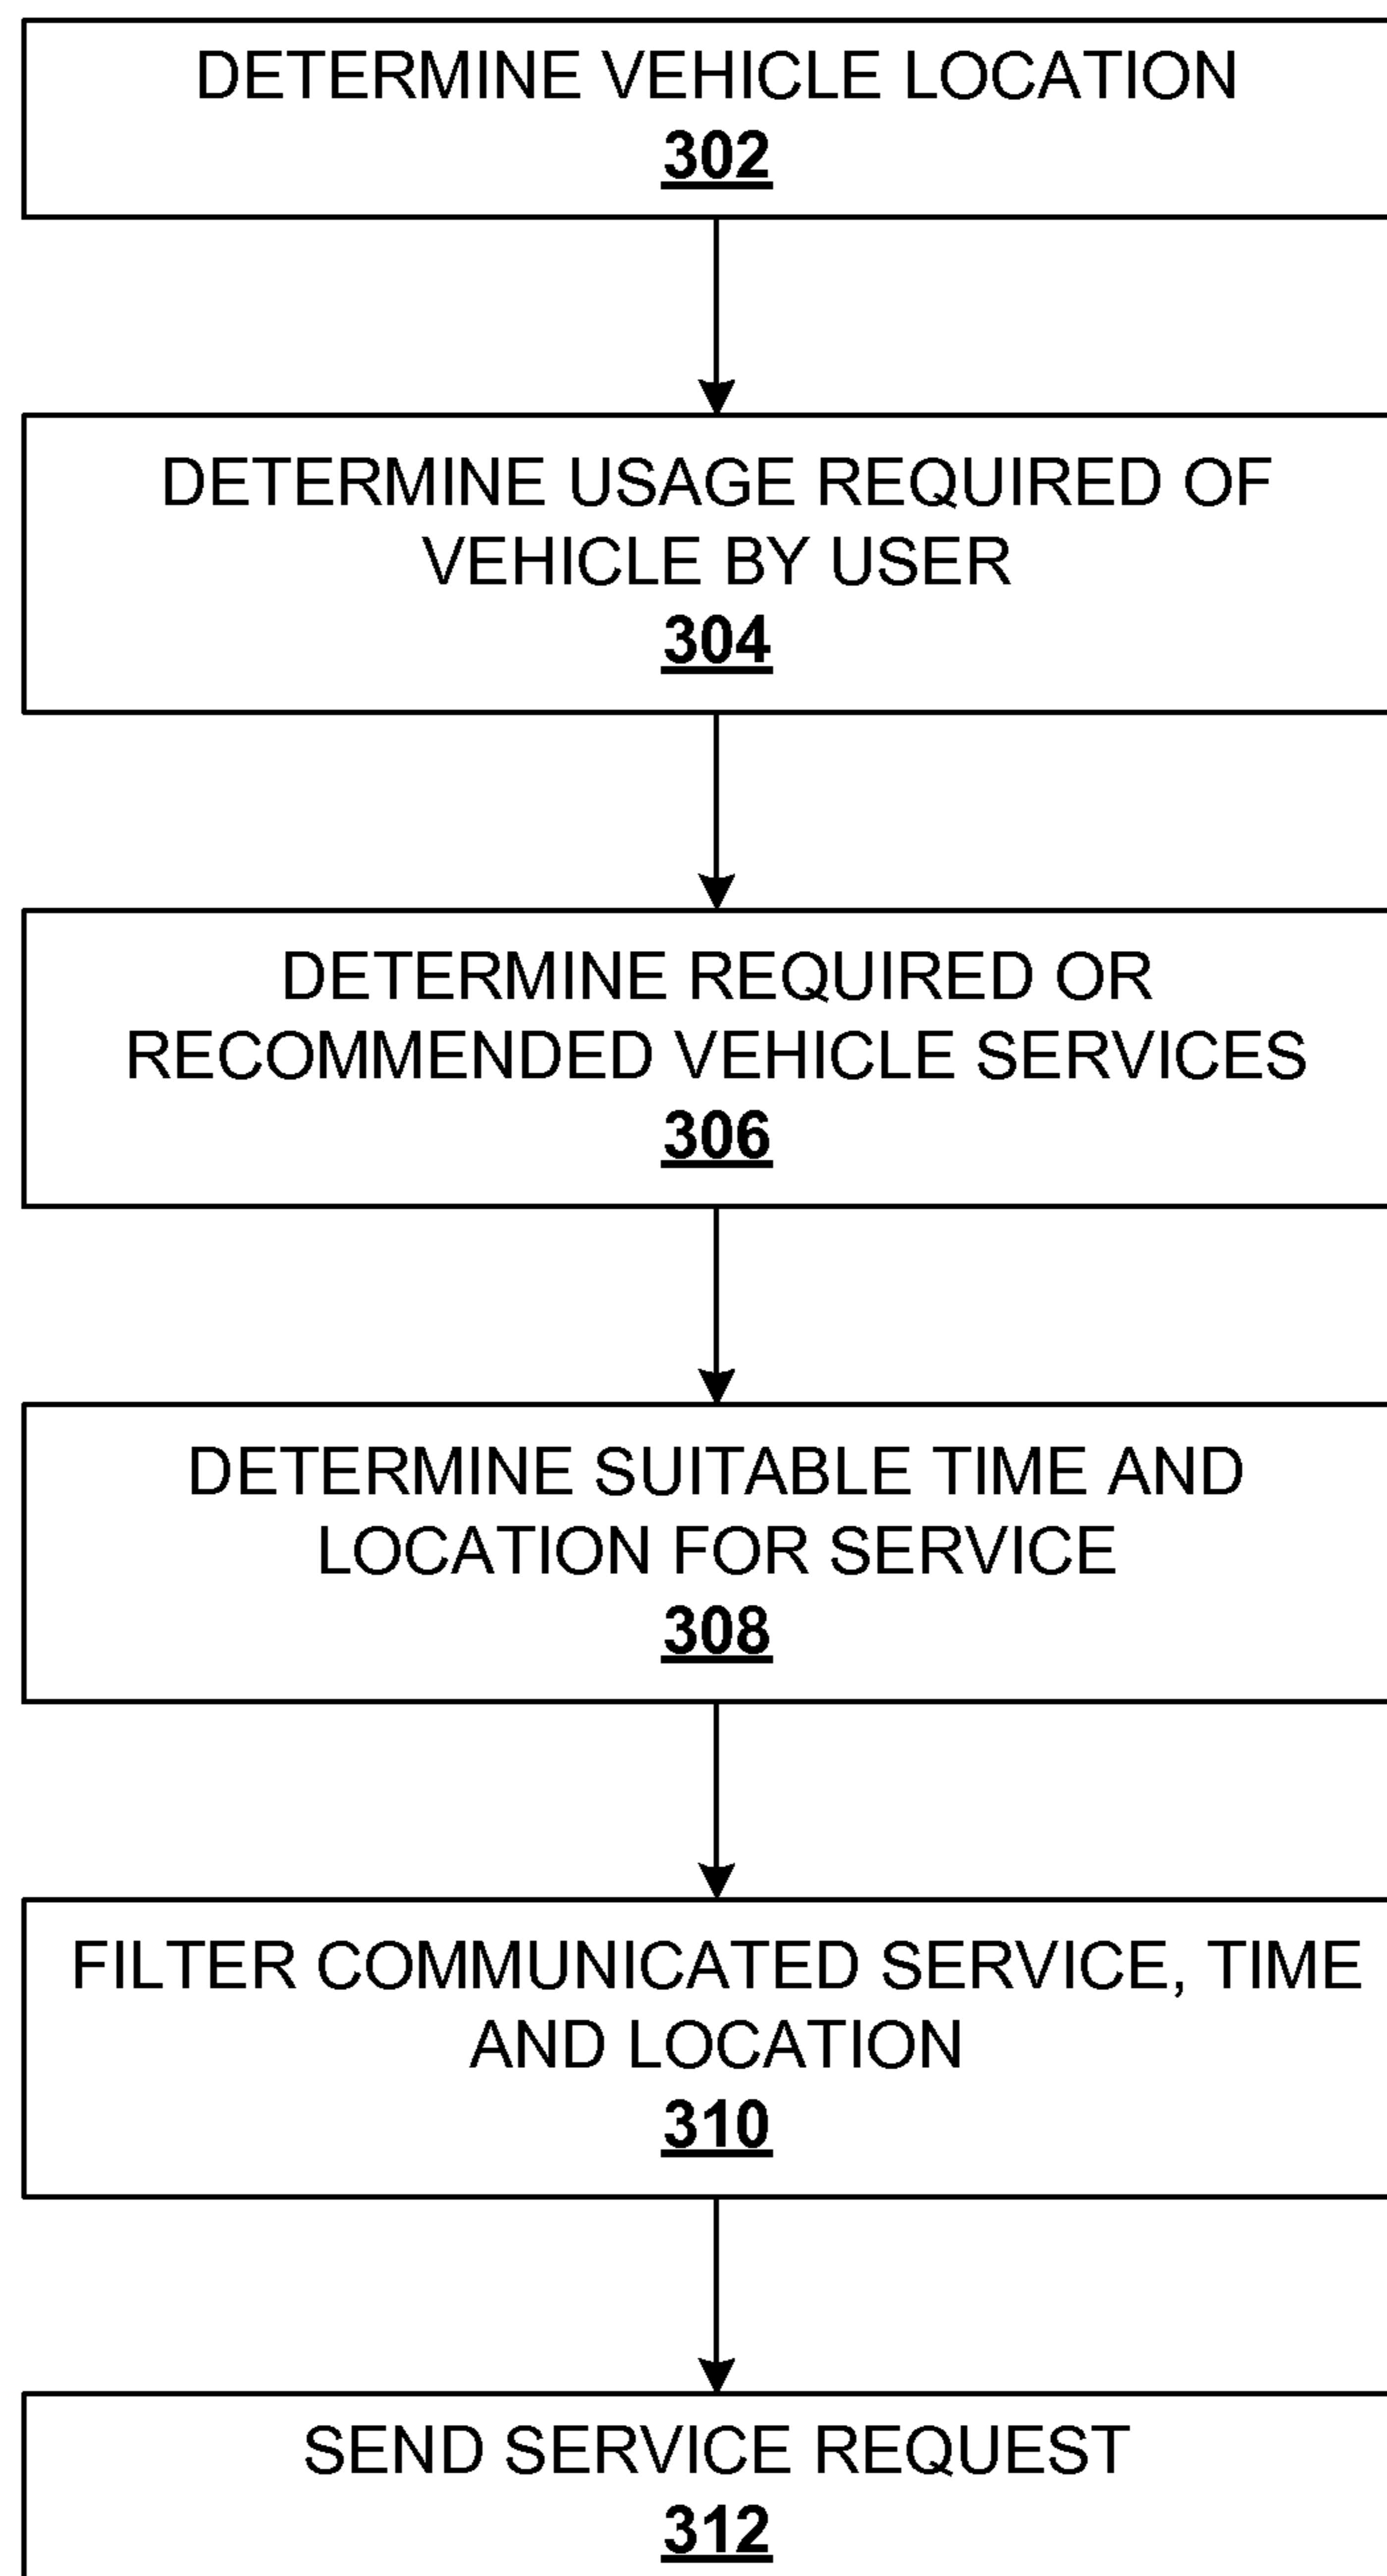 DETERMINE VEHICLE LOCATION
302
DETERMINE USAGE REQUIRED OF
VEHICLE BY USER
304
DETERMINE REQUIRED OR
RECOMMENDED VEHICLE SERVICES
306
DETERMINE SUITABLE TIME AND
LOCATION FOR SERVICE
308
FILTER COMMUNICATED SERVICE, TIME
AND LOCATION
310
SEND SERVICE REQUEST
312